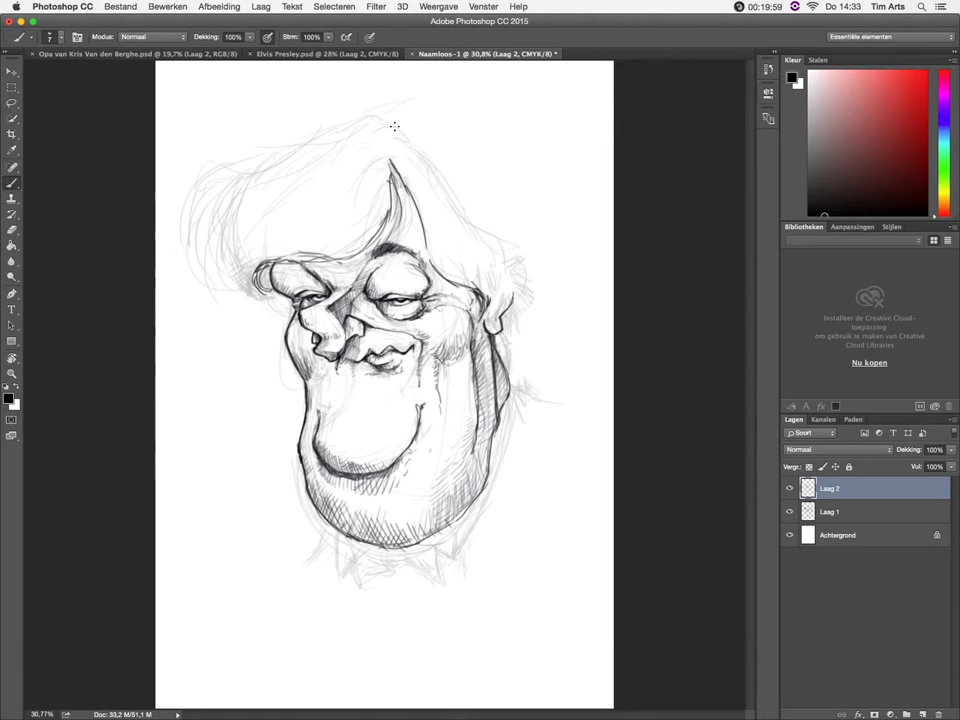 Photoshop CC Bestand Bewerken Afbeelding Laag Tekst Selecteren Filter 3D Weergave Venster Help 00:19:59 Do 14:33 Tim Arts
Adobe Photoshop CC 2015
7 Modus: Normaal Dekking: 100% Strm: 100% Essentiële elementen
× Opa van Kris Van den Berghe.psd @ 19,7% (Laag 2, RGB/8) × Elvis Presley.psd @ 28% (Laag 2, CMYK/8) × Naamloos-1 @ 30,8% (Laag 2, CMYK/8) *
Kleur Stalen
Bibliotheken Aanpassingen Stijlen
Installeer de Creative Cloud-
toepassing
om gebruik te maken van Creative
Cloud Libraries
Nu kopen
Lagen Kanalen Paden
Soort
Normaal Dekking: 100%
Vergr.: Vul: 100%
Laag 2
Laag 1
Achtergrond
30,77% Doc: 33,2 M/51,1 M